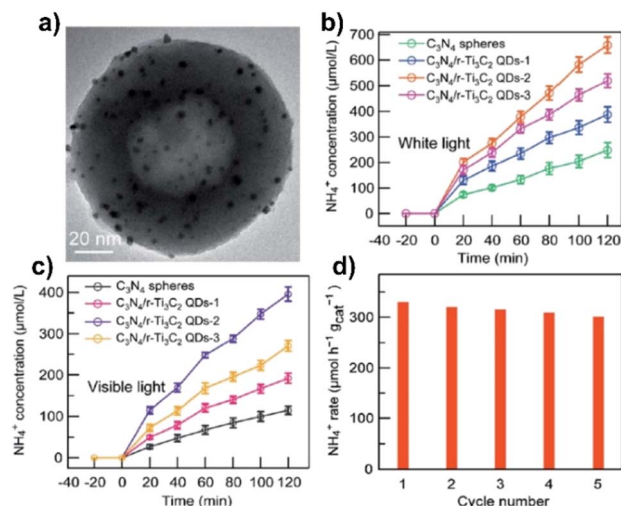 a)
20 nm
b)
NH₄⁺ concentration (μmol/L)
700
600
500
400
300
200
100
0
C₃N₄ spheres
C₃N₄/r-Ti₃C₂ QDs-1
C₃N₄/r-Ti₃C₂ QDs-2
C₃N₄/r-Ti₃C₂ QDs-3
White light
-40 -20 0 20 40 60 80 100 120
Time (min)
c)
NH₄⁺ concentration (μmol/L)
400
300
200
100
0
C₃N₄ spheres
C₃N₄/r-Ti₃C₂ QDs-1
C₃N₄/r-Ti₃C₂ QDs-2
C₃N₄/r-Ti₃C₂ QDs-3
Visible light
-40 -20 0 20 40 60 80 100 120
Time (min)
d)
NH₄⁺ rate (μmol h⁻¹ gcat⁻¹)
300
200
100
0
1 2 3 4 5
Cycle number